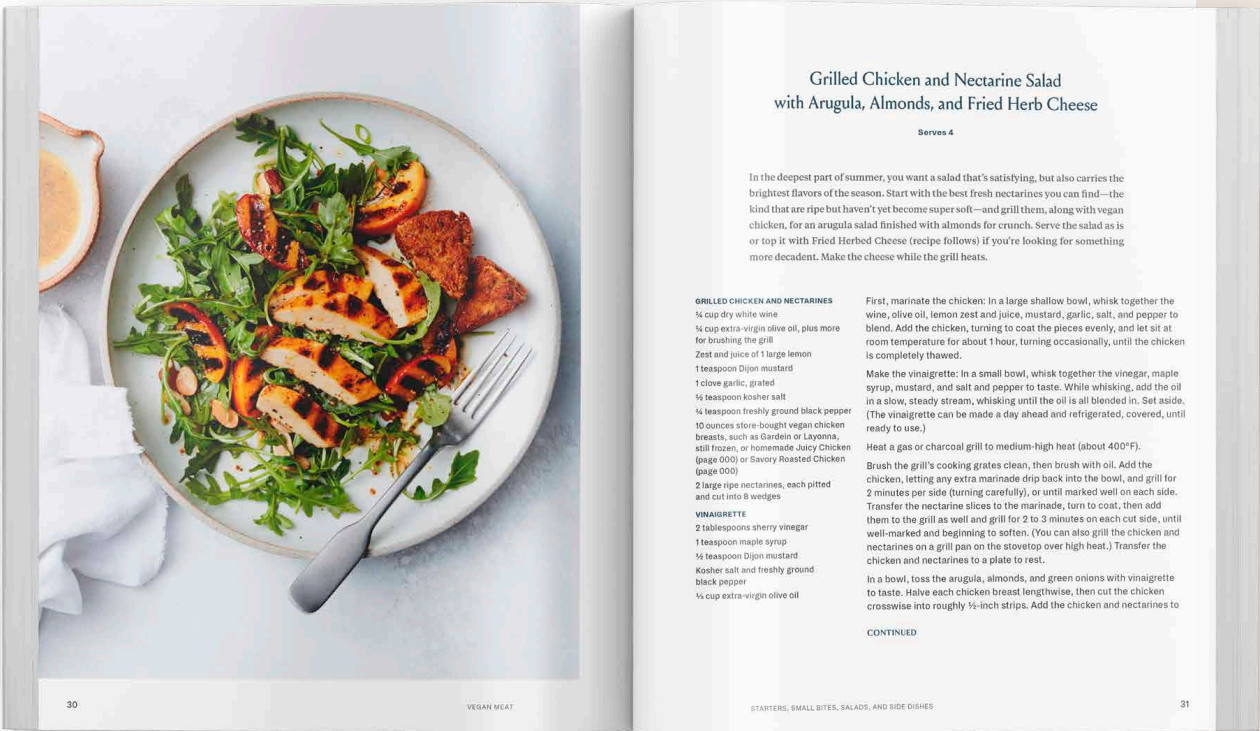 30
VEGAN MEAT
Grilled Chicken and Nectarine Salad
with Arugula, Almonds, and Fried Herb Cheese
Serves 4
In the deepest part of summer, you want a salad that's satisfying, but also carries the
brightest flavors of the season. Start with the best fresh nectarines you can find—the
kind that are ripe but haven't yet become super soft—and grill them, along with vegan
chicken, for an arugula salad finished with almonds for crunch. Serve the salad as is
or top it with Fried Herbed Cheese (recipe follows) if you're looking for something
more decadent. Make the cheese while the grill heats.
GRILLED CHICKEN AND NECTARINES
¼ cup dry white wine
¼ cup extra-virgin olive oil, plus more
for brushing the grill
Zest and juice of 1 large lemon
1 teaspoon Dijon mustard
1 clove garlic, grated
½ teaspoon kosher salt
¼ teaspoon freshly ground black pepper
10 ounces store-bought vegan chicken
breasts, such as Gardein or Layonna,
still frozen, or homemade Juicy Chicken
(page 000) or Savory Roasted Chicken
(page 000)
2 large ripe nectarines, each pitted
and cut into 8 wedges
VINAIGRETTE
2 tablespoons sherry vinegar
1 teaspoon maple syrup
½ teaspoon Dijon mustard
Kosher salt and freshly ground
black pepper
⅓ cup extra-virgin olive oil
First, marinate the chicken: In a large shallow bowl, whisk together the
wine, olive oil, lemon zest and juice, mustard, garlic, salt, and pepper to
blend. Add the chicken, turning to coat the pieces evenly, and let sit at
room temperature for about 1 hour, turning occasionally, until the chicken
is completely thawed.
Make the vinaigrette: In a small bowl, whisk together the vinegar, maple
syrup, mustard, and salt and pepper to taste. While whisking, add the oil
in a slow, steady stream, whisking until the oil is all blended in. Set aside.
(The vinaigrette can be made a day ahead and refrigerated, covered, until
ready to use.)
Heat a gas or charcoal grill to medium-high heat (about 400°F).
Brush the grill's cooking grates clean, then brush with oil. Add the
chicken, letting any extra marinade drip back into the bowl, and grill for
2 minutes per side (turning carefully), or until marked well on each side.
Transfer the nectarine slices to the marinade, turn to coat, then add
them to the grill as well and grill for 2 to 3 minutes on each cut side, until
well-marked and beginning to soften. (You can also grill the chicken and
nectarines on a grill pan on the stovetop over high heat.) Transfer the
chicken and nectarines to a plate to rest.
In a bowl, toss the arugula, almonds, and green onions with vinaigrette
to taste. Halve each chicken breast lengthwise, then cut the chicken
crosswise into roughly ½-inch strips. Add the chicken and nectarines to
CONTINUED
STARTERS, SMALL BITES, SALADS, AND SIDE DISHES
31